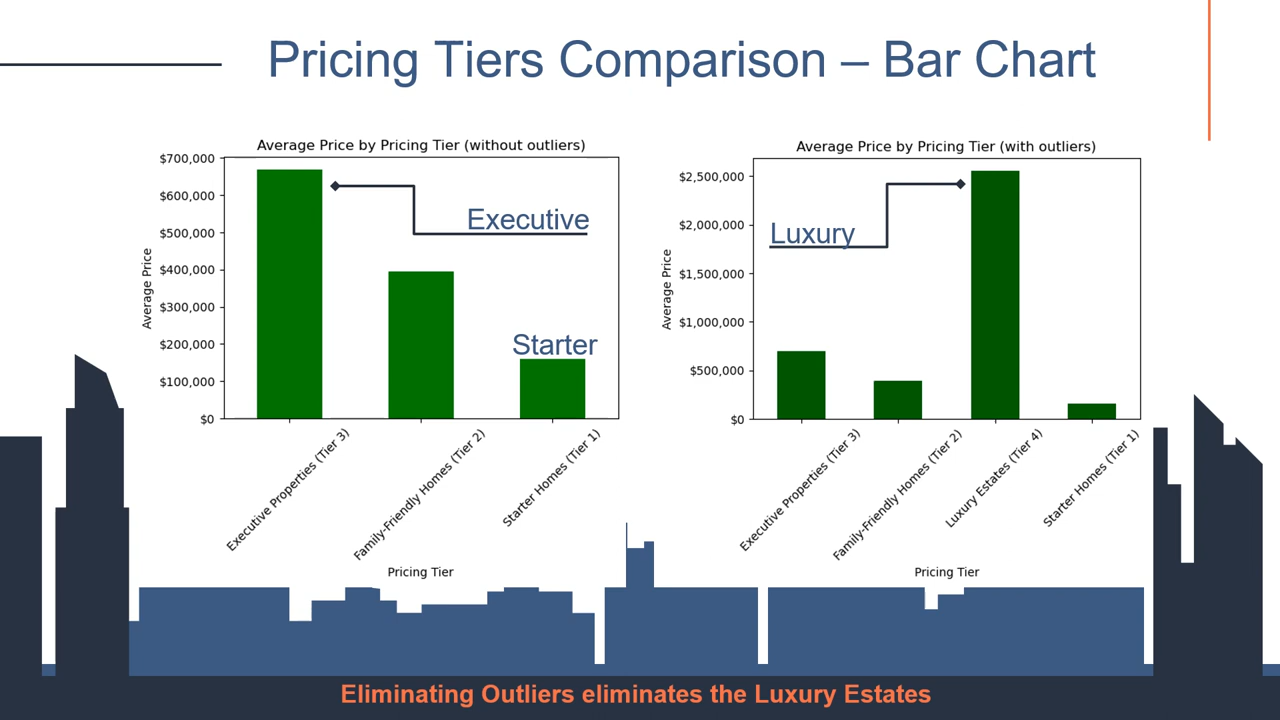 Pricing Tiers Comparison – Bar Chart
Average Price by Pricing Tier (without outliers)
$700,000
$600,000
$500,000
$400,000
$300,000
$200,000
$100,000
$0
Average Price
Executive
Starter
Executive Properties (Tier 3)
Family-Friendly Homes (Tier 2)
Starter Homes (Tier 1)
Pricing Tier
Average Price by Pricing Tier (with outliers)
$2,500,000
$2,000,000
$1,500,000
$1,000,000
$500,000
$0
Average Price
Luxury
Executive Properties (Tier 3)
Family-Friendly Homes (Tier 2)
Luxury Estates (Tier 4)
Starter Homes (Tier 1)
Pricing Tier
Eliminating Outliers eliminates the Luxury Estates